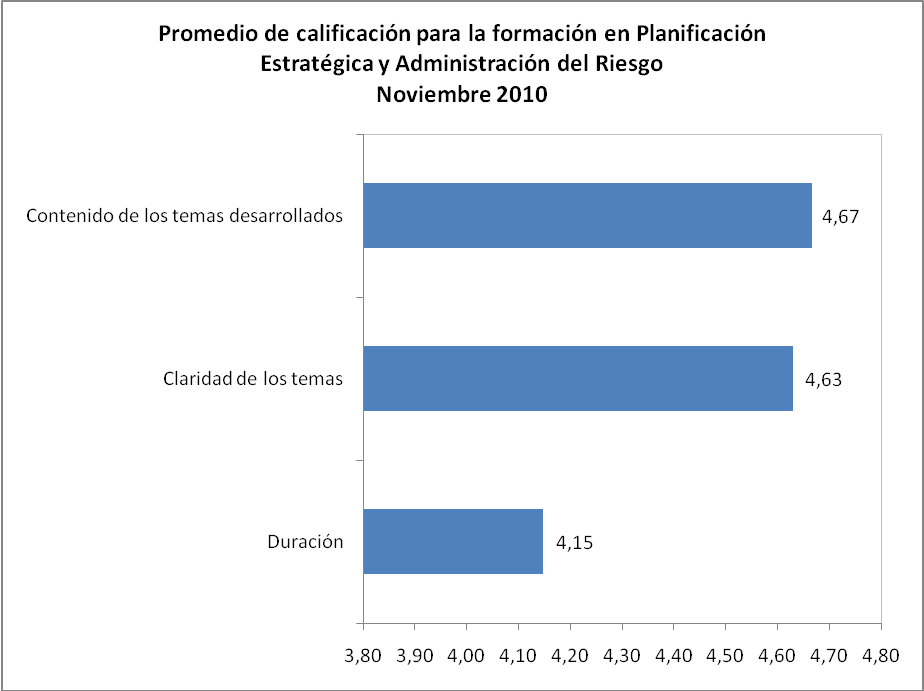 Promedio de calificación para la formación en Planificación
Estratégica y Administración del Riesgo
Noviembre 2010
Contenido de los temas desarrollados
4,67
Claridad de los temas
4,63
Duración
4,15
3,80 3,90 4,00 4,10 4,20 4,30 4,40 4,50 4,60 4,70 4,80